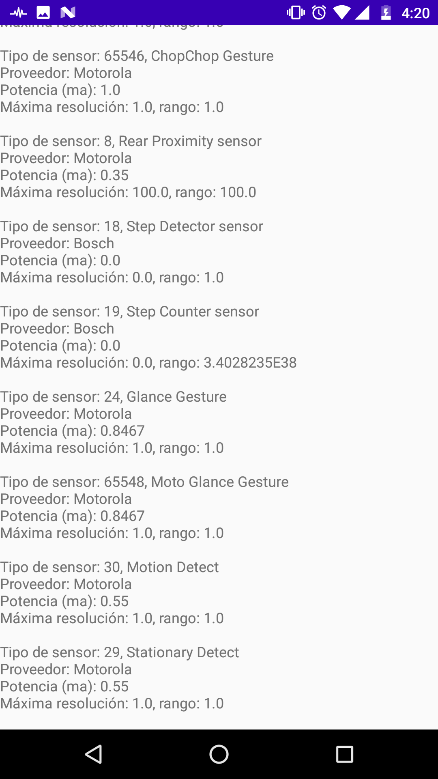 4:20
Máxima resolución: 1.0, rango: 1.0
Tipo de sensor: 65546, ChopChop Gesture
Proveedor: Motorola
Potencia (ma): 1.0
Máxima resolución: 1.0, rango: 1.0
Tipo de sensor: 8, Rear Proximity sensor
Proveedor: Motorola
Potencia (ma): 0.35
Máxima resolución: 100.0, rango: 100.0
Tipo de sensor: 18, Step Detector sensor
Proveedor: Bosch
Potencia (ma): 0.0
Máxima resolución: 0.0, rango: 1.0
Tipo de sensor: 19, Step Counter sensor
Proveedor: Bosch
Potencia (ma): 0.0
Máxima resolución: 0.0, rango: 3.4028235E38
Tipo de sensor: 24, Glance Gesture
Proveedor: Motorola
Potencia (ma): 0.8467
Máxima resolución: 1.0, rango: 1.0
Tipo de sensor: 65548, Moto Glance Gesture
Proveedor: Motorola
Potencia (ma): 0.8467
Máxima resolución: 1.0, rango: 1.0
Tipo de sensor: 30, Motion Detect
Proveedor: Motorola
Potencia (ma): 0.55
Máxima resolución: 1.0, rango: 1.0
Tipo de sensor: 29, Stationary Detect
Proveedor: Motorola
Potencia (ma): 0.55
Máxima resolución: 1.0, rango: 1.0